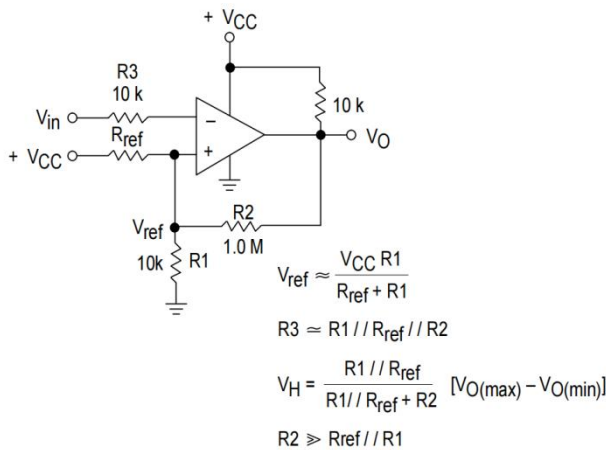 + VCC
R3
10 k
Vin
−
10 k
Rref
+ VCC
+
VO
R2
Vref
1.0 M
10k
R1
Vref ≈ VCC R1 / Rref + R1
R3 ≃ R1 // Rref // R2
VH = R1 // Rref / R1// Rref + R2 [VO(max) − VO(min)]
R2 ≫ Rref // R1